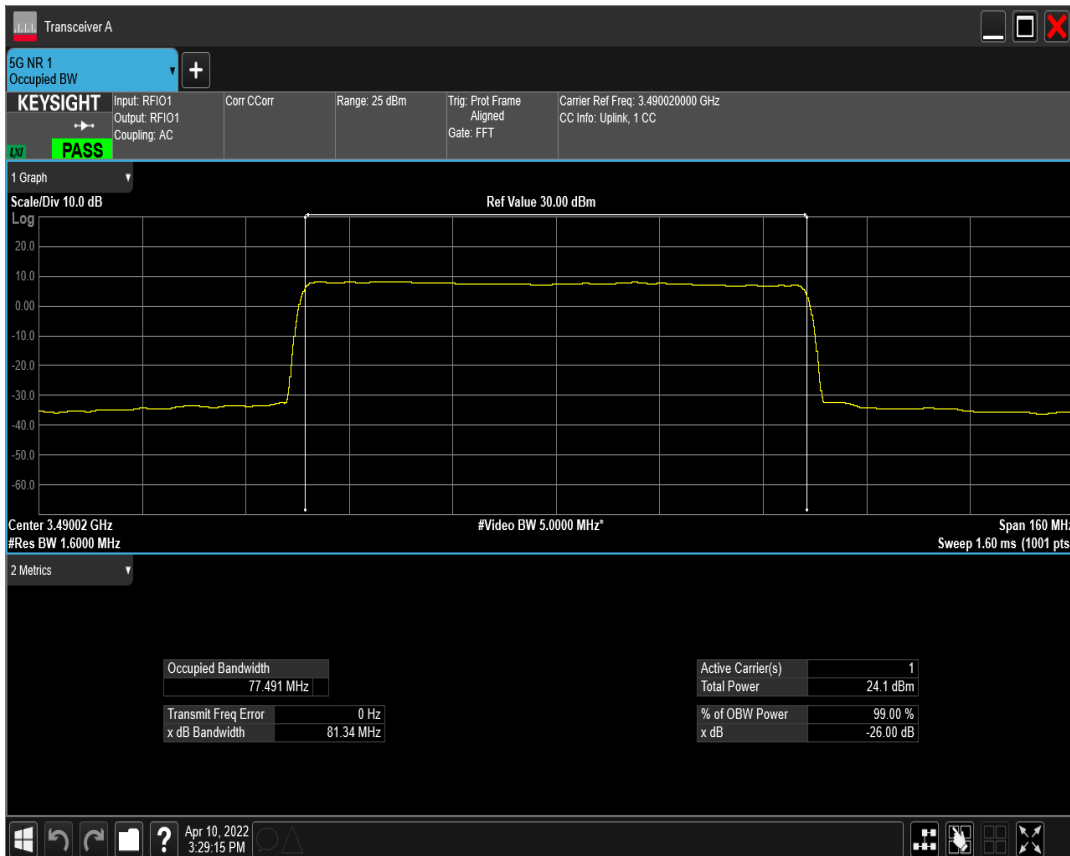 Transceiver A
5G NR 1
Occupied BW
KEYSIGHT
Input: RFIO1
Output: RFIO1
Coupling: AC
Corr CCorr
Range: 25 dBm
Trig: Prot Frame
Aligned
Gate: FFT
Carrier Ref Freq: 3.490020000 GHz
CC Info: Uplink, 1 CC
LXI
PASS
1 Graph
Scale/Div 10.0 dB
Ref Value 30.00 dBm
Log
20.0
10.0
0.00
-10.0
-20.0
-30.0
-40.0
-50.0
-60.0
Center 3.49002 GHz
#Video BW 5.0000 MHz*
Span 160 MHz
#Res BW 1.6000 MHz
Sweep 1.60 ms (1001 pts
2 Metrics
Occupied Bandwidth
77.491 MHz
Transmit Freq Error 0 Hz
x dB Bandwidth 81.34 MHz
Active Carrier(s) 1
Total Power 24.1 dBm
% of OBW Power 99.00 %
x dB -26.00 dB
?
Apr 10, 2022
3:29:15 PM